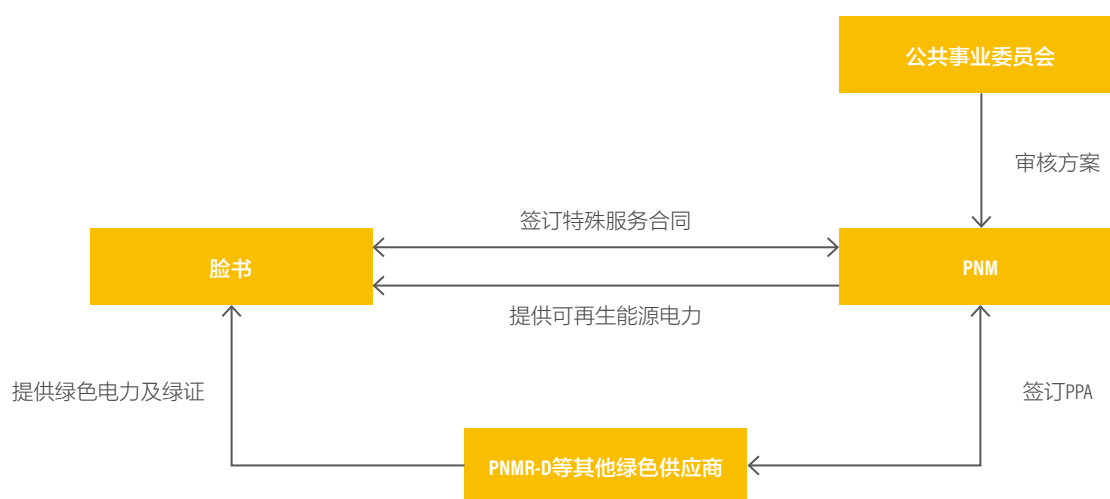 公共事业委员会
审核方案
签订特殊服务合同
脸书
PNM
提供可再生能源电力
提供绿色电力及绿证
签订PPA
PNMR-D等其他绿色供应商